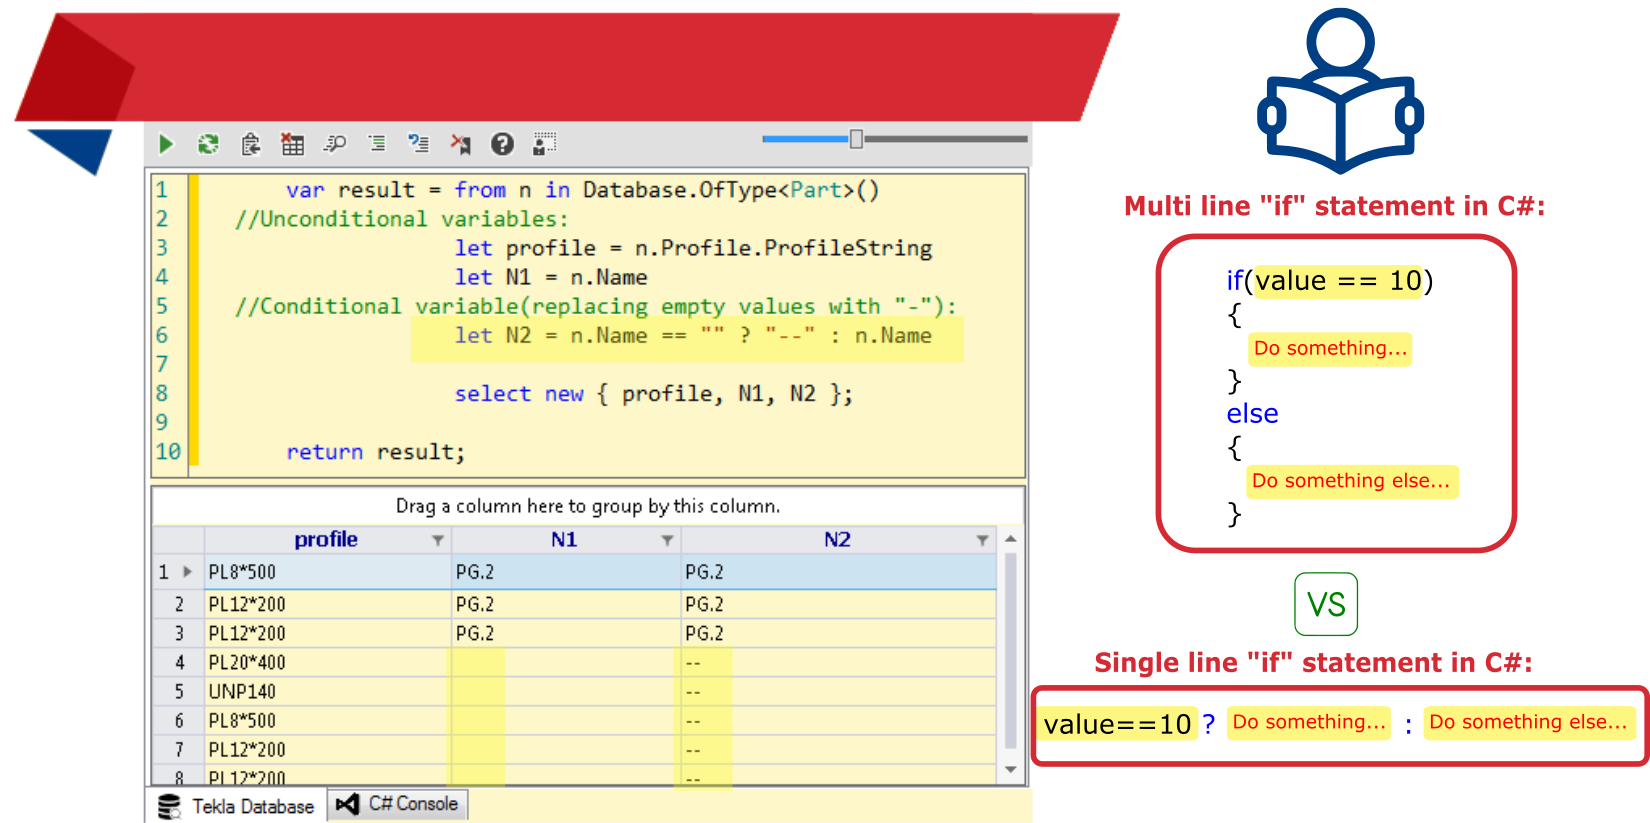 1 var result = from n in Database.OfType<Part>()
2 //Unconditional variables:
3 let profile = n.Profile.ProfileString
4 let N1 = n.Name
5 //Conditional variable(replacing empty values with "-"):
6 let N2 = n.Name == "" ? "--" : n.Name
7
8 select new { profile, N1, N2 };
9
10 return result;
Drag a column here to group by this column.
profile N1 N2
1 PL8*500 PG.2 PG.2
2 PL12*200 PG.2 PG.2
3 PL12*200 PG.2 PG.2
4 PL20*400 --
5 UNP140 --
6 PL8*500 --
7 PL12*200 --
8 PL12*200 --
Tekla Database C# Console
Multi line "if" statement in C#:
if(value == 10)
{
Do something...
}
else
{
Do something else...
}
VS
Single line "if" statement in C#:
value==10 ? Do something... : Do something else...